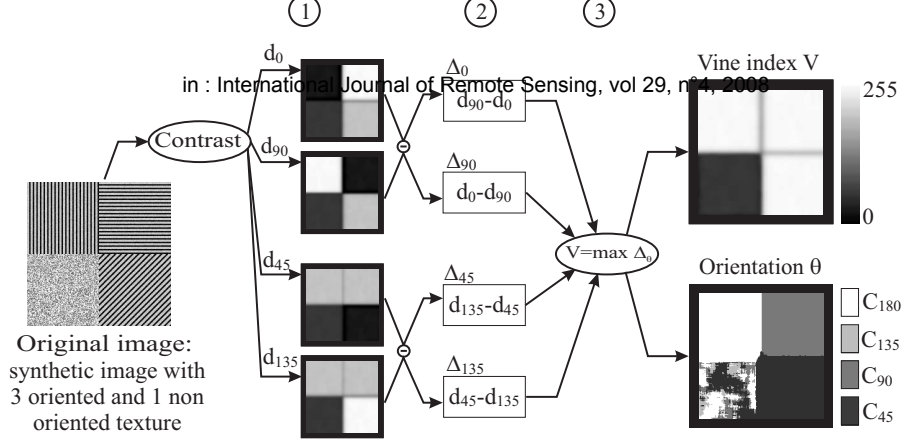 1 2 3
d0
d90
d45
d135
Contrast
in : International Journal of Remote Sensing, vol 29, n°4, 2008
Δ0
d90-d0
Δ90
d0-d90
Δ45
d135-d45
Δ135
d45-d135
V=max Δθ
Vine index V
255
0
Orientation θ
C180
C135
C90
C45
Original image:
synthetic image with
3 oriented and 1 non
oriented texture